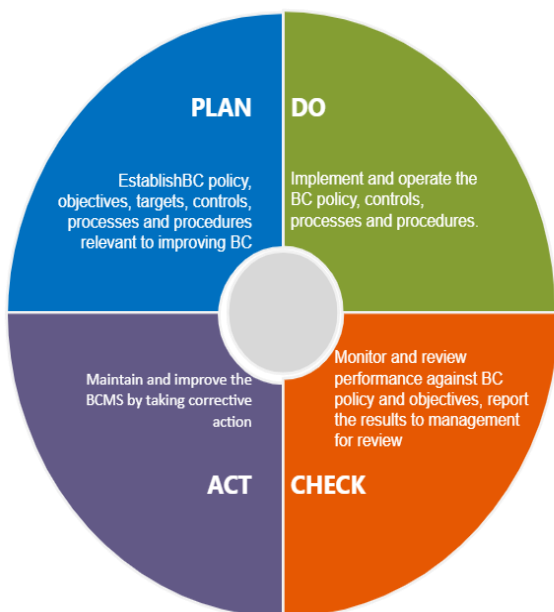 PLAN
EstablishBC policy,
objectives, targets, controls,
processes and procedures
relevant to improving BC
DO
Implement and operate the
BC policy, controls,
processes and procedures.
Maintain and improve the
BCMS by taking corrective
action
ACT
Monitor and review
performance against BC
policy and objectives, report
the results to management
for review
CHECK